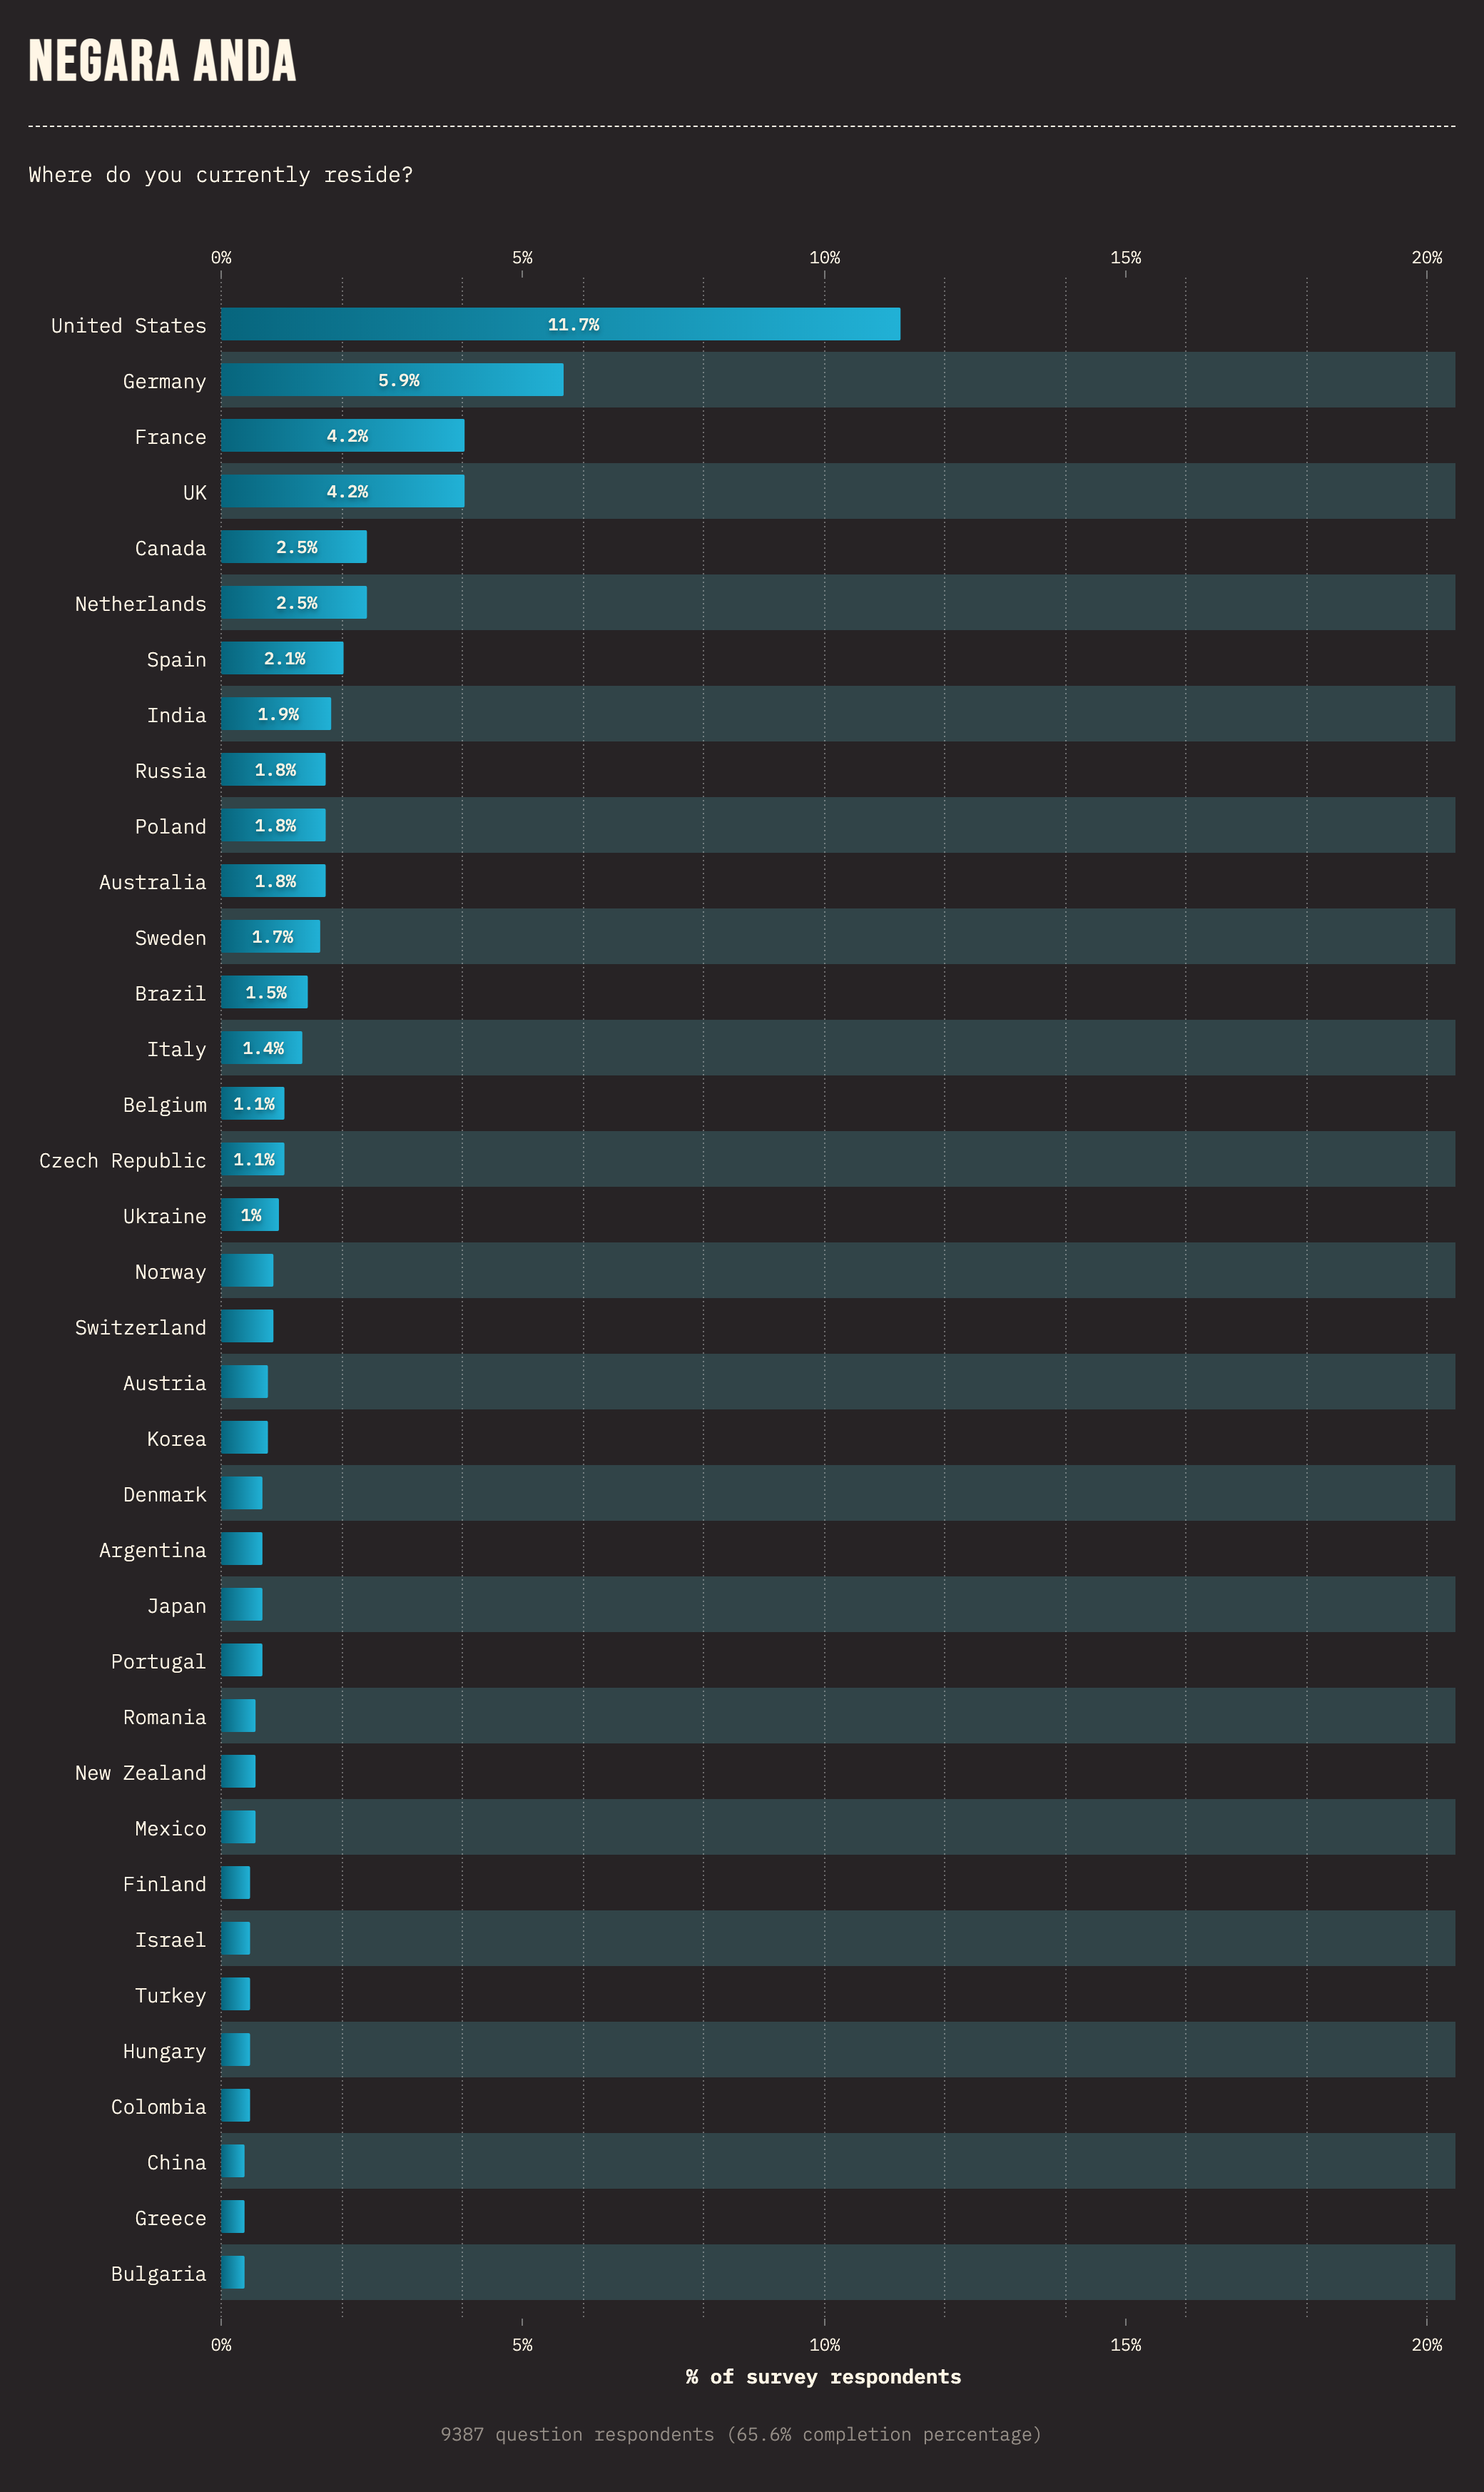 NEGARA ANDA
Where do you currently reside?
0% 5% 10% 15% 20%
United States 11.7%
Germany 5.9%
France 4.2%
UK 4.2%
Canada 2.5%
Netherlands 2.5%
Spain 2.1%
India 1.9%
Russia 1.8%
Poland 1.8%
Australia 1.8%
Sweden 1.7%
Brazil 1.5%
Italy 1.4%
Belgium 1.1%
Czech Republic 1.1%
Ukraine 1%
Norway
Switzerland
Austria
Korea
Denmark
Argentina
Japan
Portugal
Romania
New Zealand
Mexico
Finland
Israel
Turkey
Hungary
Colombia
China
Greece
Bulgaria
0% 5% 10% 15% 20%
% of survey respondents
9387 question respondents (65.6% completion percentage)